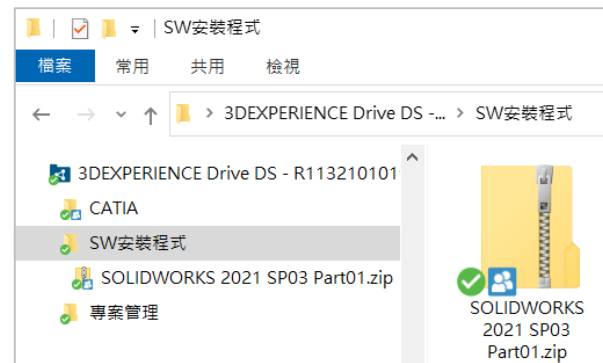 SW安裝程式
檔案 常用 共用 檢視
3DEXPERIENCE Drive DS -... > SW安裝程式
3DEXPERIENCE Drive DS - R113210101
CATIA
SW安裝程式
SOLIDWORKS 2021 SP03 Part01.zip
專案管理
SOLIDWORKS
2021 SP03
Part01.zip